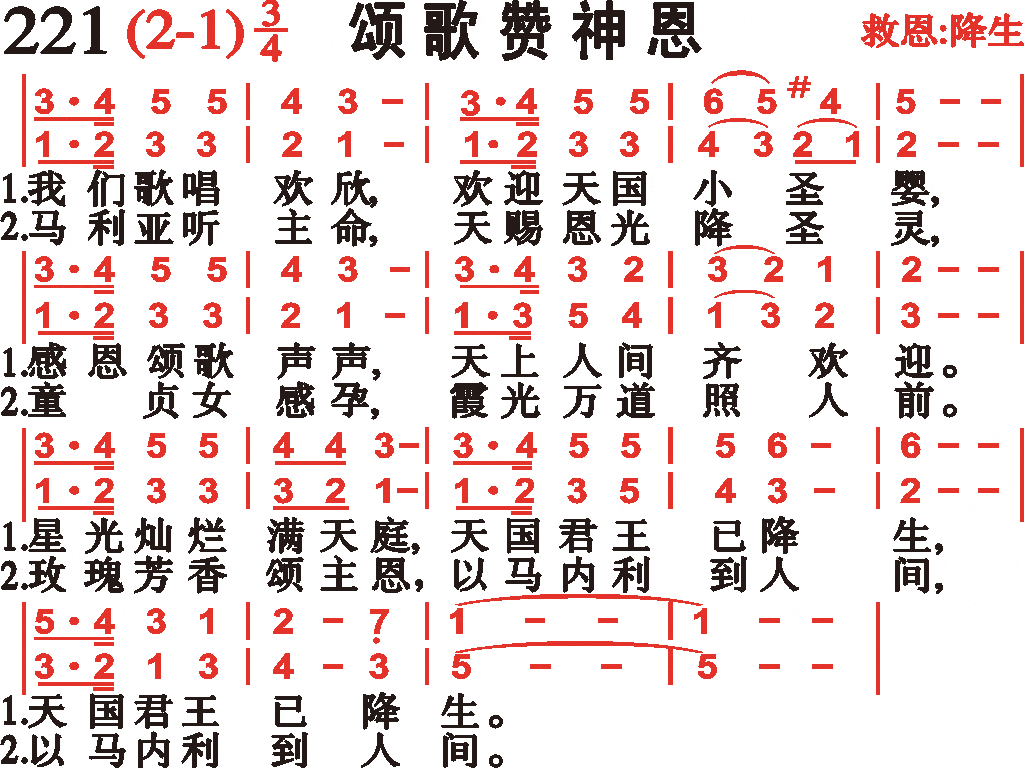 221 (2-1) 3/4 颂歌赞神恩 救恩:降生
3·4 5 5 | 4 3 - | 3·4 5 5 | 6 5 #4 | 5 - -
1·2 3 3 | 2 1 - | 1·2 3 3 | 4 3 2 1 | 2 - -
1.我们歌唱 欢欣, 欢迎天国 小圣 婴,
2.马利亚听 主命, 天赐恩光 降圣 灵,
3·4 5 5 | 4 3 - | 3·4 3 2 | 3 2 1 | 2 - -
1·2 3 3 | 2 1 - | 1·3 5 4 | 1 3 2 | 3 - -
1.感恩颂歌 声声, 天上人间 齐欢 迎。
2.童 贞女 感孕, 霞光万道 照人 前。
3·4 5 5 | 4 4 3- | 3·4 5 5 | 5 6 - | 6 - -
1·2 3 3 | 3 2 1- | 1·2 3 5 | 4 3 - | 2 - -
1.星光灿烂 满天庭, 天国君王 已降 生,
2.玫瑰芳香 颂主恩, 以马内利 到人 间,
5·4 3 1 | 2 - 7 | 1 - - | 1 - -
3·2 1 3 | 4 - 3 | 5 - - | 5 - -
1.天国君王 已 降 生。
2.以马内利 到 人 间。